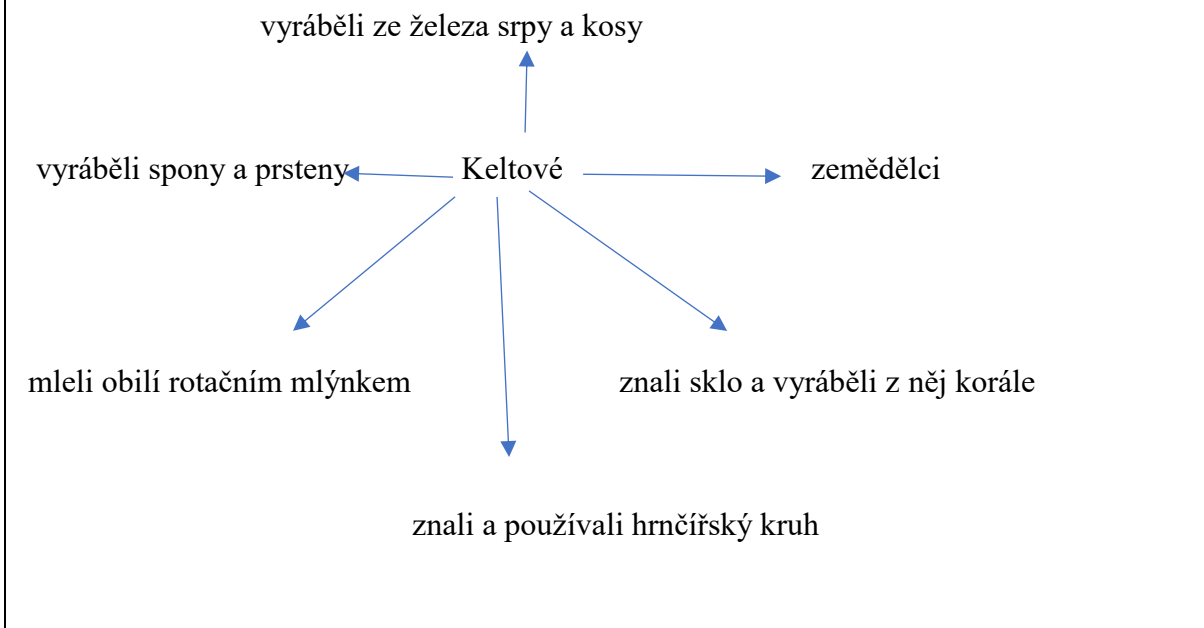 vyráběli ze železa srpy a kosy
vyráběli spony a prsteny Keltové zemědělci
mleli obilí rotačním mlýnkem znali sklo a vyráběli z něj korále
znali a používali hrnčířský kruh